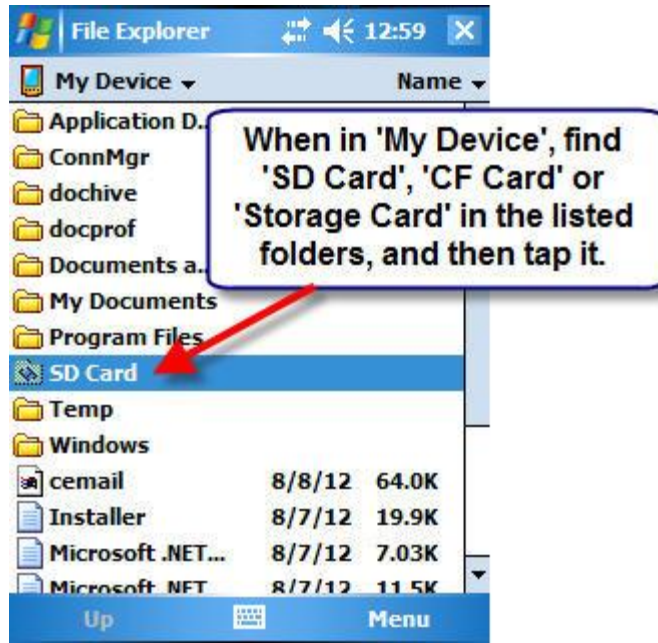 File Explorer 12:59
My Device Name
Application D...
ConnMgr
dochive
docprof
Documents a...
My Documents
Program Files
SD Card
Temp
Windows
cemail 8/8/12 64.0K
Installer 8/7/12 19.9K
Microsoft .NET... 8/7/12 7.03K
Microsoft .NET 8/7/12 11.5K
Up Menu
When in 'My Device', find
'SD Card', 'CF Card' or
'Storage Card' in the listed
folders, and then tap it.